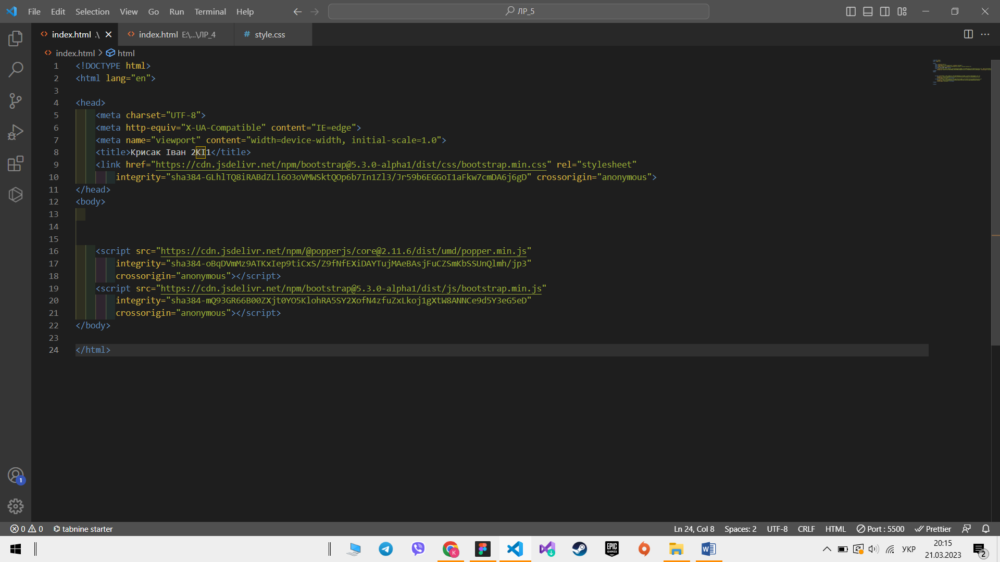 File Edit Selection View Go Run Terminal Help
ЛР_5
index.html .\
index.html E:\...\ЛР_4
# style.css
index.html > html
1 <!DOCTYPE html>
2 <html lang="en">
3
4 <head>
5 <meta charset="UTF-8">
6 <meta http-equiv="X-UA-Compatible" content="IE=edge">
7 <meta name="viewport" content="width=device-width, initial-scale=1.0">
8 <title>Крисак Іван 2КІ1</title>
9 <link href="https://cdn.jsdelivr.net/npm/bootstrap@5.3.0-alpha1/dist/css/bootstrap.min.css" rel="stylesheet"
10 integrity="sha384-GLhlTQ8iRABdZLl6O3oVMWSktQOp6b7In1Zl3/Jr59b6EGGoI1aFkw7cmDA6j6gD" crossorigin="anonymous">
11 </head>
12 <body>
13
14
15
16 <script src="https://cdn.jsdelivr.net/npm/@popperjs/core@2.11.6/dist/umd/popper.min.js"
17 integrity="sha384-oBqDVmMz9ATKxIep9tiCxS/Z9fNfEXiDAYTujMAeBAsjFuCZSmKbSSUnQlmh/jp3"
18 crossorigin="anonymous"></script>
19 <script src="https://cdn.jsdelivr.net/npm/bootstrap@5.3.0-alpha1/dist/js/bootstrap.min.js"
20 integrity="sha384-mQ93GR66B00ZXjt0YO5KlohRA5SY2XofN4zfuZxLkoj1gXtW8ANNCe9d5Y3eG5eD"
21 crossorigin="anonymous"></script>
22 </body>
23
24 </html>
1
0 0 tabnine starter
Ln 24, Col 8 Spaces: 2 UTF-8 CRLF HTML Port : 5500 Prettier
K
EPIC GAMES
W
УКР
20:15
21.03.2023
2